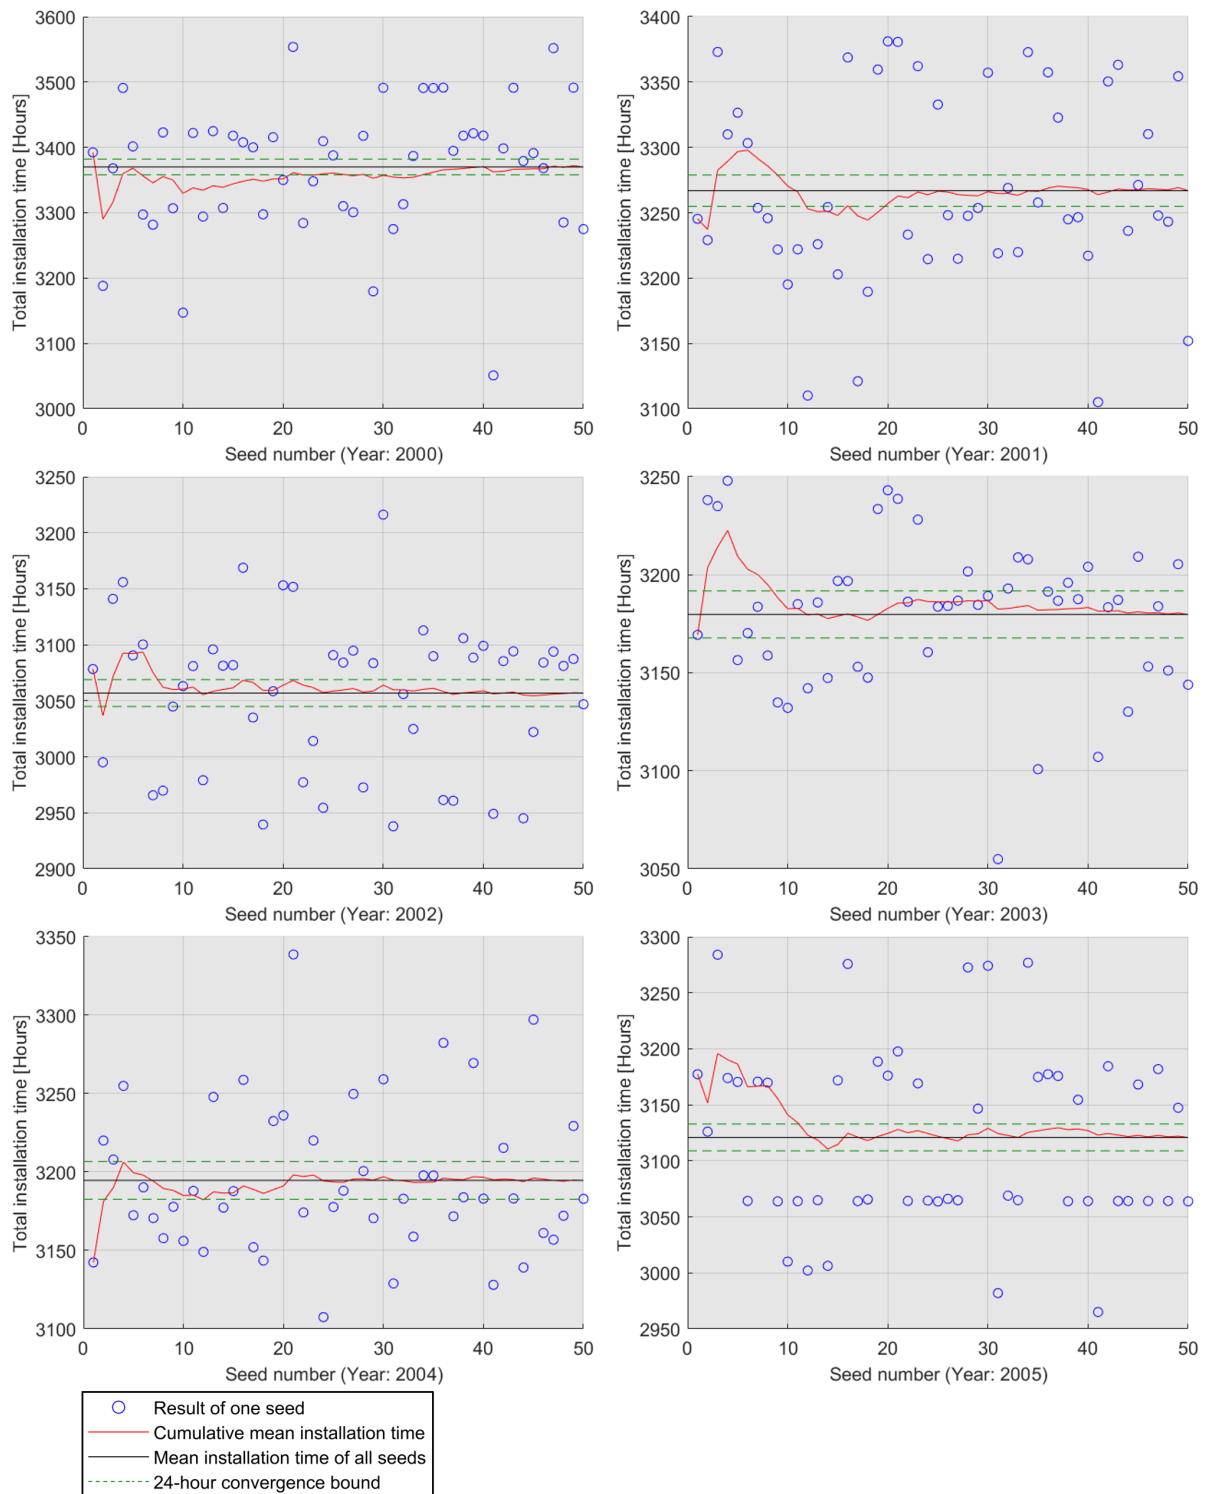 3600
3500
3400
3300
3200
3100
3000
Total installation time [Hours]
0 10 20 30 40 50
Seed number (Year: 2000)
3400
3350
3300
3250
3200
3150
3100
Total installation time [Hours]
0 10 20 30 40 50
Seed number (Year: 2001)
3250
3200
3150
3100
3050
3000
2950
2900
Total installation time [Hours]
0 10 20 30 40 50
Seed number (Year: 2002)
3250
3200
3150
3100
3050
Total installation time [Hours]
0 10 20 30 40 50
Seed number (Year: 2003)
3350
3300
3250
3200
3150
3100
Total installation time [Hours]
0 10 20 30 40 50
Seed number (Year: 2004)
3300
3250
3200
3150
3100
3050
3000
2950
Total installation time [Hours]
0 10 20 30 40 50
Seed number (Year: 2005)
Result of one seed
Cumulative mean installation time
Mean installation time of all seeds
24-hour convergence bound